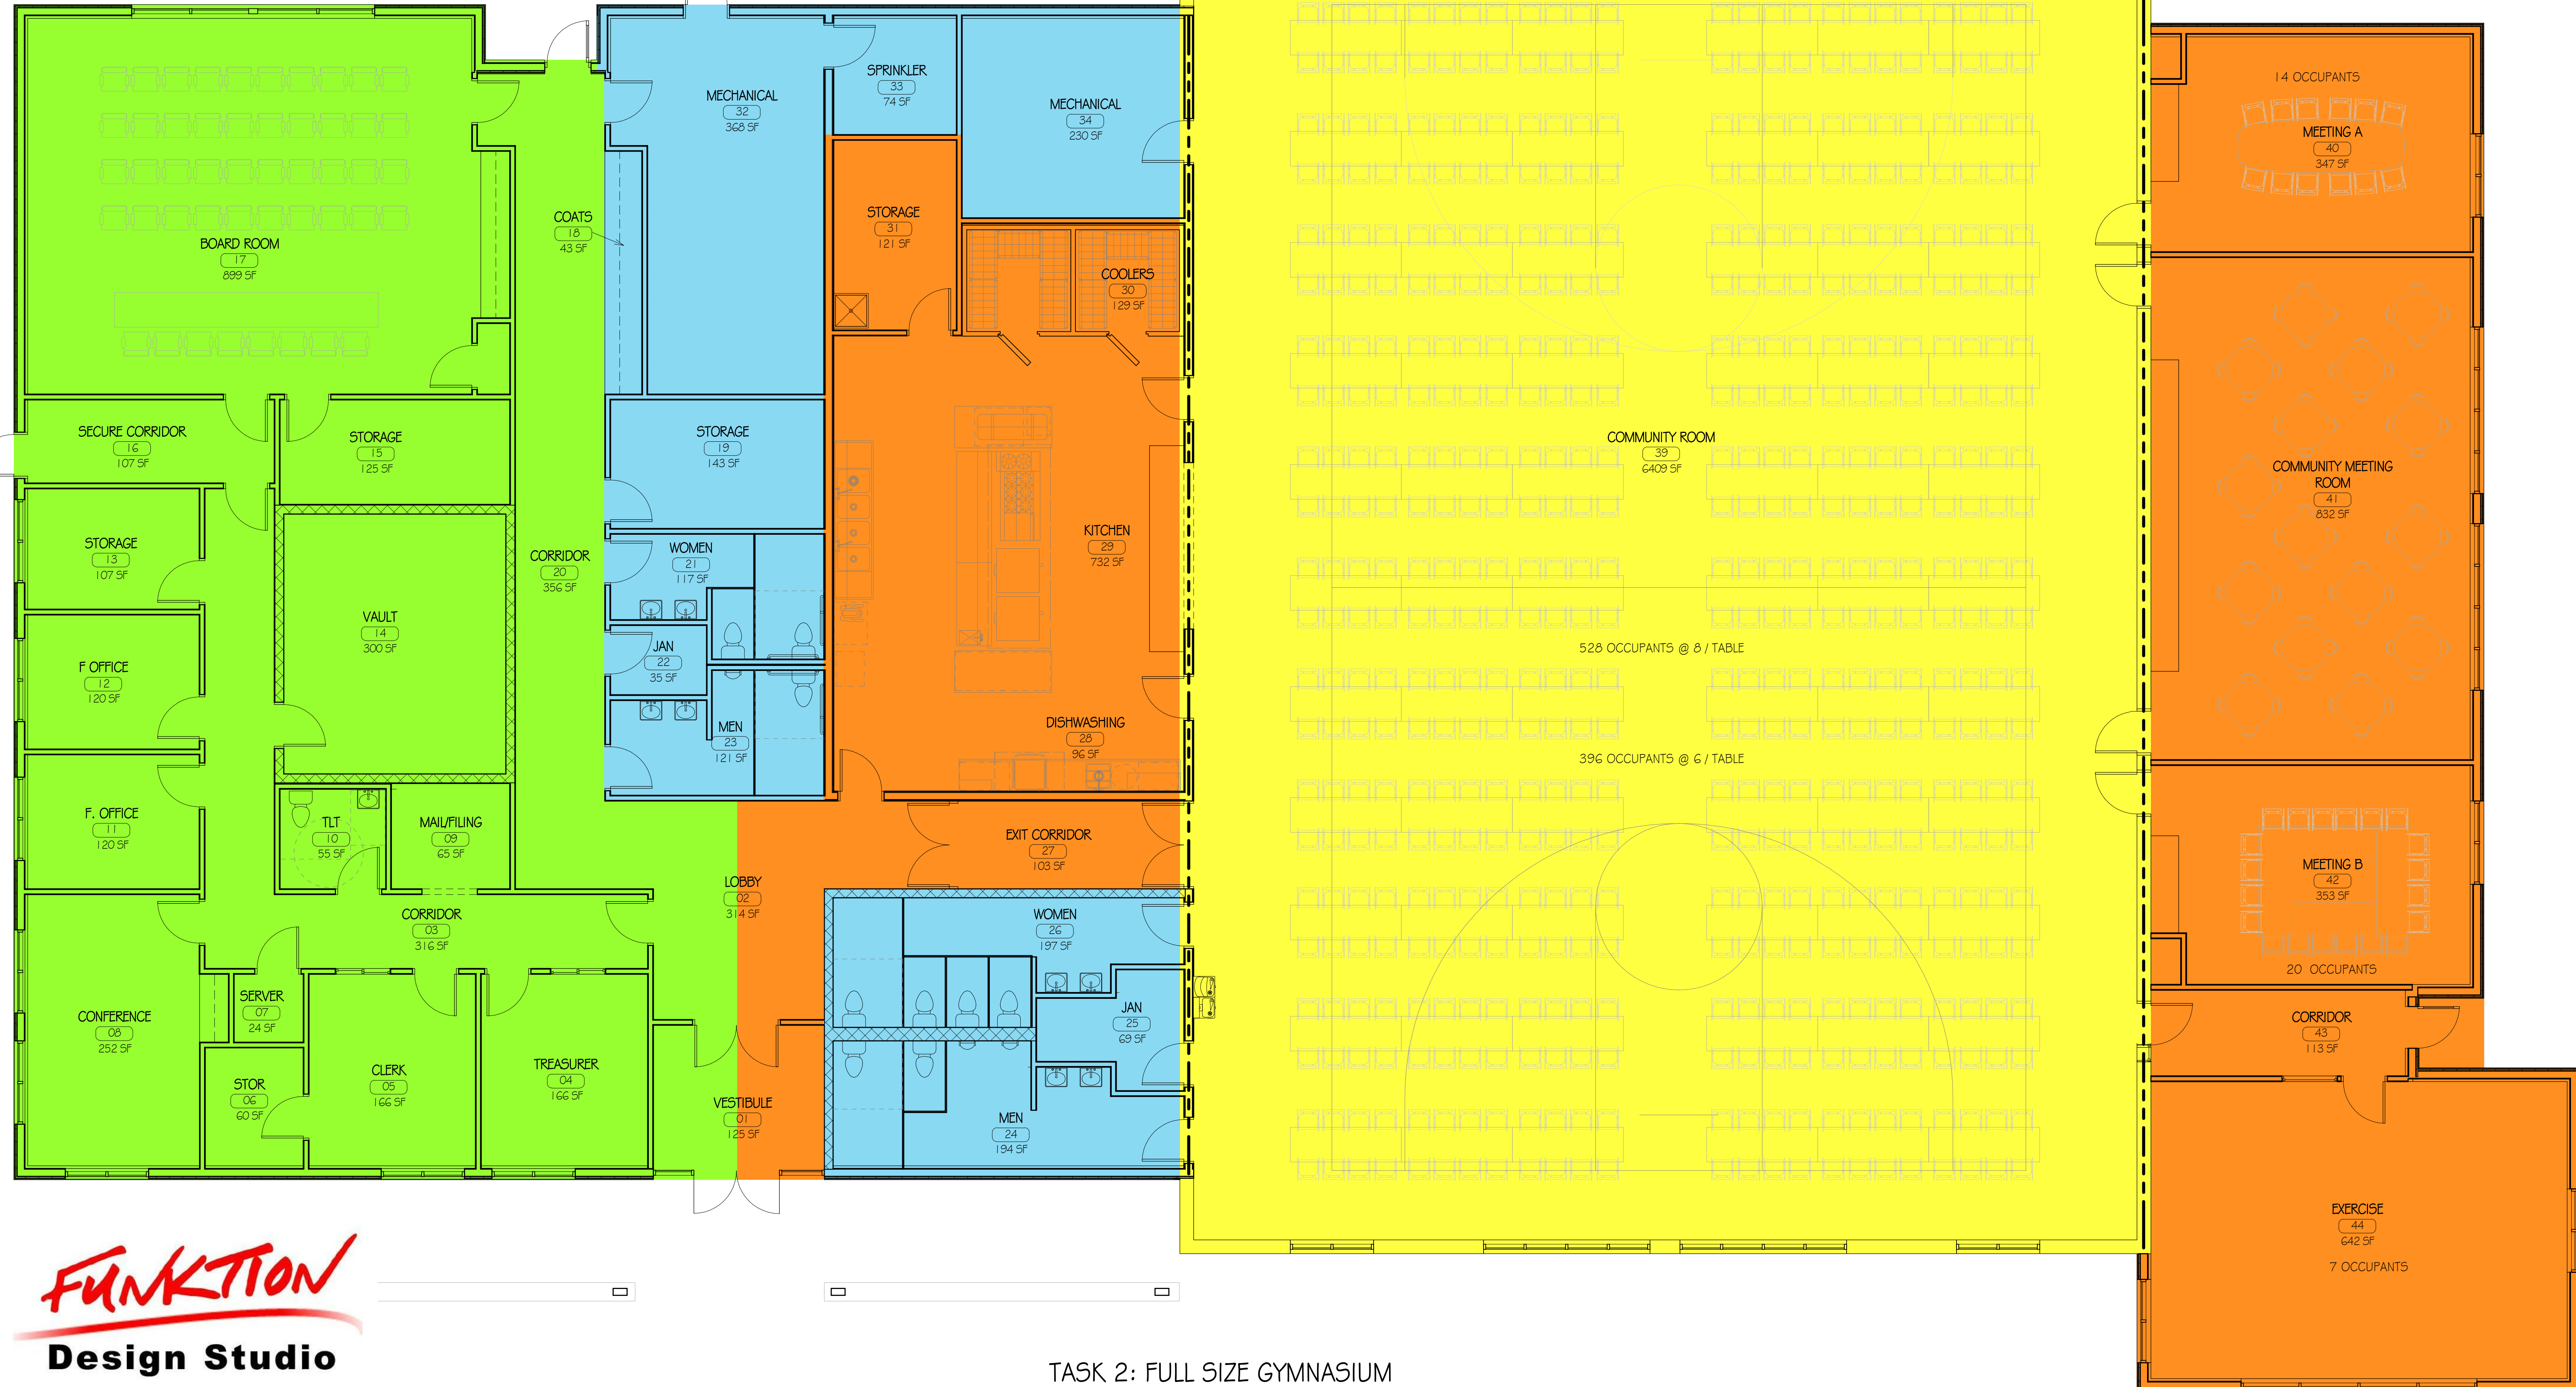 BOARD ROOM
17
899 SF
COATS
18
43 SF
MECHANICAL
32
368 SF
SPRINKLER
33
74 SF
MECHANICAL
34
230 SF
STORAGE
31
121 SF
COOLERS
30
129 SF
SECURE CORRIDOR
16
107 SF
STORAGE
15
125 SF
STORAGE
19
143 SF
STORAGE
13
107 SF
VAULT
14
300 SF
CORRIDOR
20
356 SF
WOMEN
21
117 SF
JAN
22
35 SF
MEN
23
121 SF
KITCHEN
29
732 SF
DISHWASHING
28
96 SF
F OFFICE
12
120 SF
F. OFFICE
11
120 SF
TLT
10
55 SF
MAIL/FILING
09
65 SF
EXIT CORRIDOR
27
103 SF
LOBBY
02
314 SF
CORRIDOR
03
316 SF
WOMEN
26
197 SF
JAN
25
69 SF
MEN
24
194 SF
CONFERENCE
08
252 SF
SERVER
07
24 SF
STOR
06
60 SF
CLERK
05
166 SF
TREASURER
04
166 SF
VESTIBULE
01
125 SF
COMMUNITY ROOM
39
6409 SF
528 OCCUPANTS @ 8 / TABLE
396 OCCUPANTS @ 6 / TABLE
14 OCCUPANTS
MEETING A
40
347 SF
COMMUNITY MEETING
ROOM
41
832 SF
MEETING B
42
353 SF
20 OCCUPANTS
CORRIDOR
43
113 SF
EXERCISE
44
642 SF
7 OCCUPANTS
FUNKTION
Design Studio
TASK 2: FULL SIZE GYMNASIUM